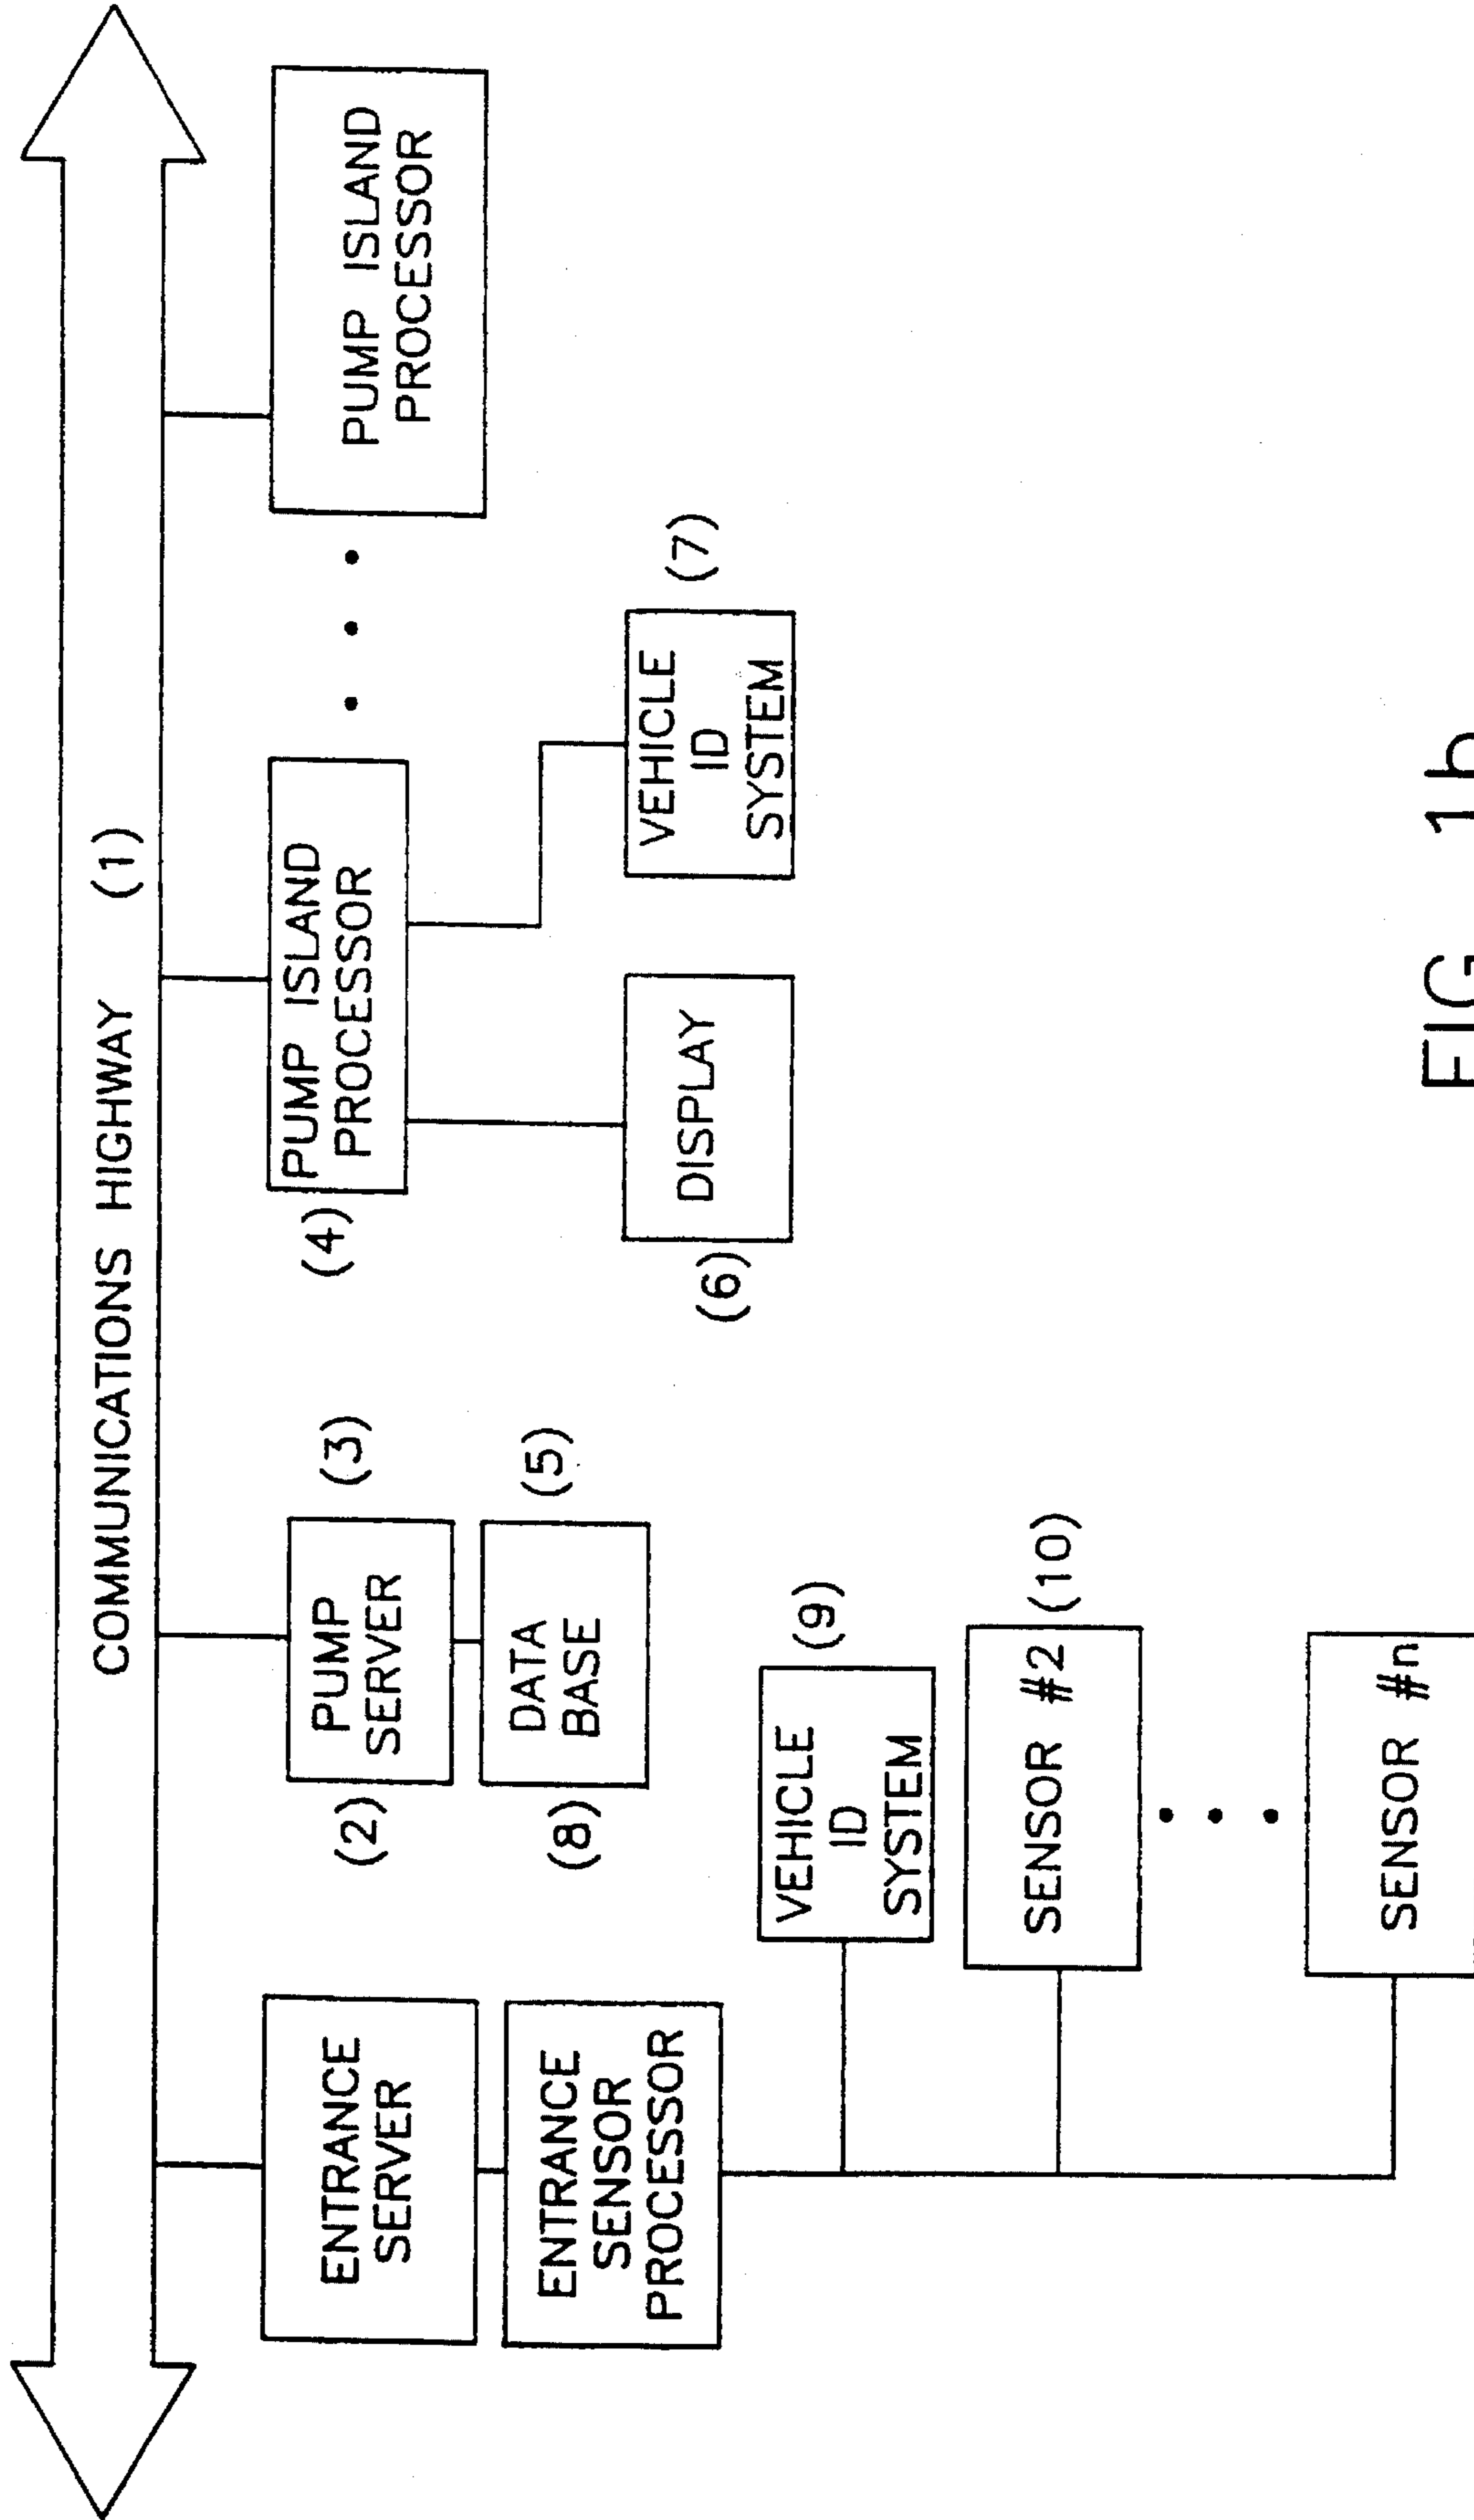 COMMUNICATIONS HIGHWAY (1)
ENTRANCE
SERVER
(2)
PUMP
SERVER
(3)
(4)
PUMP ISLAND
PROCESSOR
PUMP ISLAND
PROCESSOR
ENTRANCE
SENSOR
PROCESSOR
(8)
DATA
BASE
(5)
(6)
DISPLAY
VEHICLE
ID
SYSTEM
(7)
VEHICLE
ID
SYSTEM
(9)
SENSOR #2
(10)
SENSOR #n
FIG. 1b